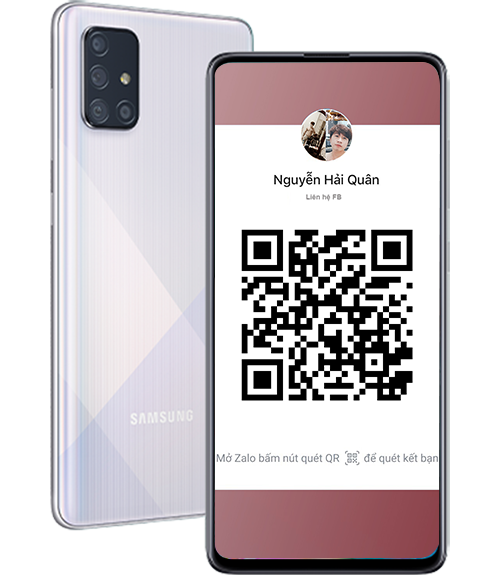 SAMSUNG
Nguyễn Hải Quân
Liên hệ FB
Mở Zalo bấm nút quét QR để quét kết bạn